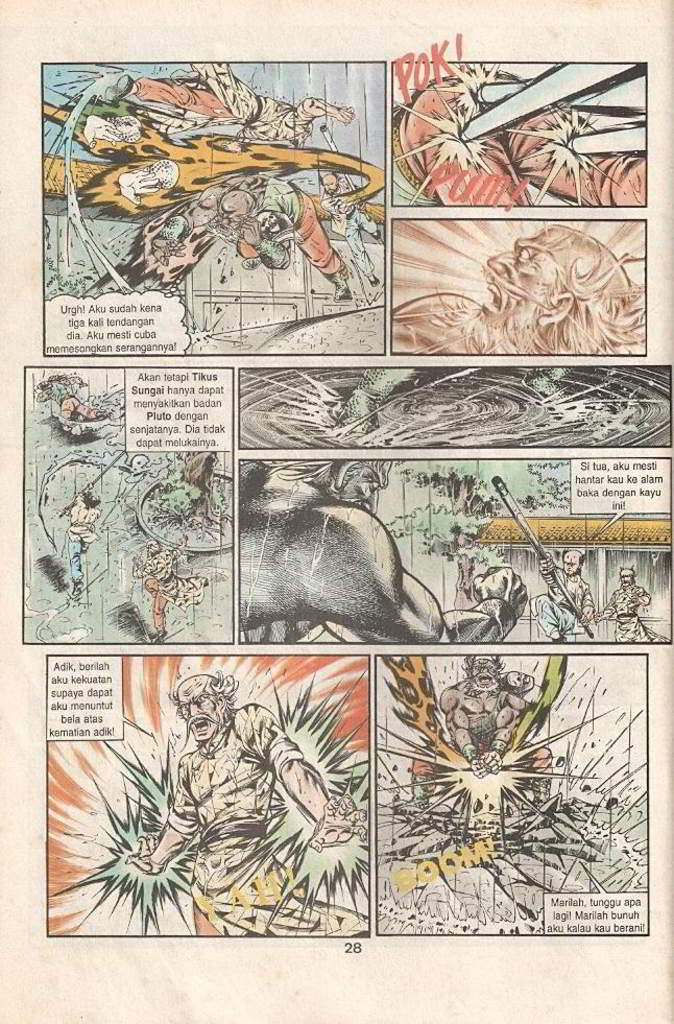 Urgh! Aku sudah kena
tiga kali tendangan
dia. Aku mesti cuba
memesongkan serangannya!
POK!
PUM!
Akan tetapi Tikus
Sungai hanya dapat
menyakitkan badan
Pluto dengan
senjatanya. Dia tidak
dapat melukainya.
Si tua, aku mesti
hantar kau ke alam
baka dengan kayu
ini!
Adik, berilah
aku kekuatan
supaya dapat
aku menuntut
bela atas
kematian adik!
YAH!
BOOM!
Marilah, tunggu apa
lagi! Marilah bunuh
aku kalau kau berani!
28